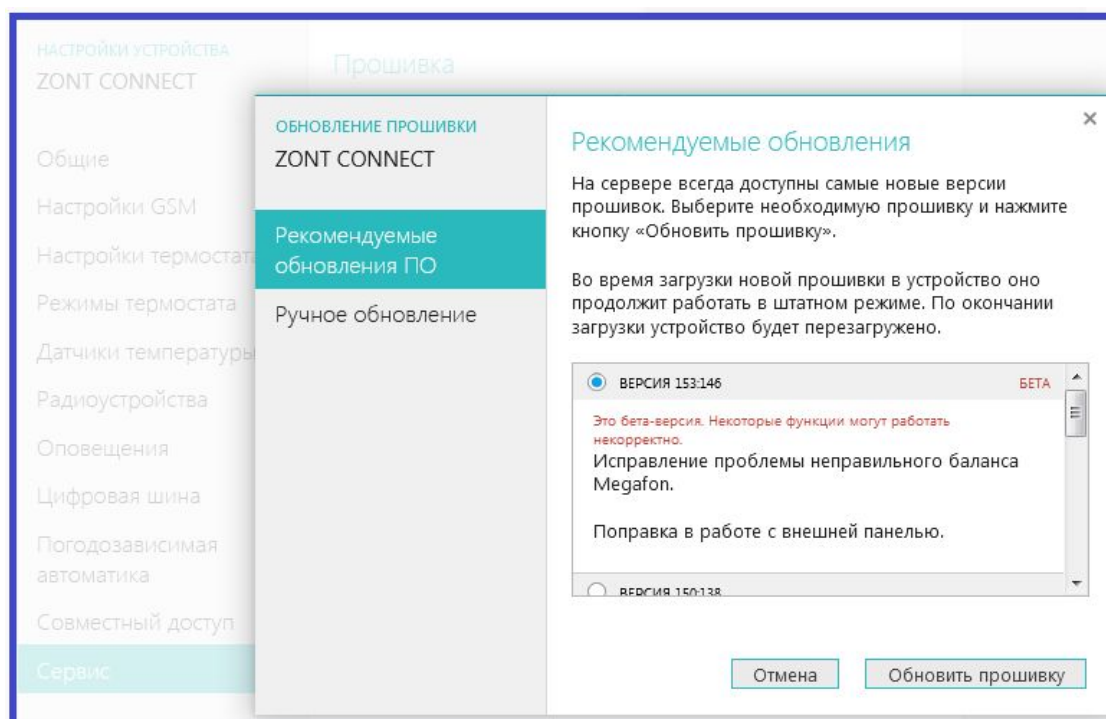 НАСТРОЙКИ УСТРОЙСТВА
ZONT CONNECT
Общие
Настройки GSM
Настройки термостата
Режимы термостата
Датчики температуры
Радиоустройства
Оповещения
Цифровая шина
Погодозависимая
автоматика
Совместный доступ
Сервис
Прошивка
ОБНОВЛЕНИЕ ПРОШИВКИ
ZONT CONNECT
Рекомендуемые
обновления ПО
Ручное обновление
×
Рекомендуемые обновления
На сервере всегда доступны самые новые версии
прошивок. Выберите необходимую прошивку и нажмите
кнопку «Обновить прошивку».
Во время загрузки новой прошивки в устройство оно
продолжит работать в штатном режиме. По окончании
загрузки устройство будет перезагружено.
ВЕРСИЯ 153:146 БЕТА
Это бета-версия. Некоторые функции могут работать
некорректно.
Исправление проблемы неправильного баланса
Megafon.
Поправка в работе с внешней панелью.
ВЕРСИЯ 150:138
Отмена Обновить прошивку